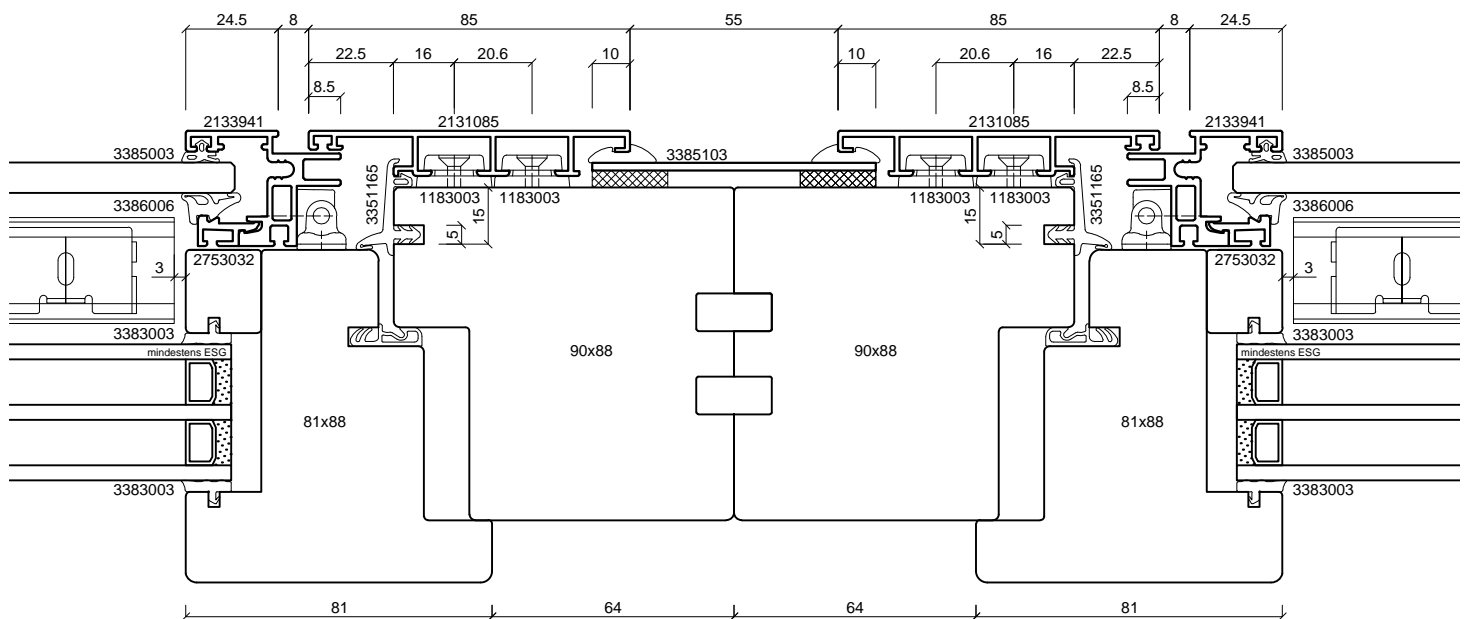 24.5 8 85 55 85 8 24.5
22.5 16 20.6 10 10 20.6 16 22.5
8.5 8.5
2133941 2131085 2131085 2133941
3385003 3385103 3385003
3351165 1183003 1183003 1183003 1183003 3351165
3386006 15 15 3386006
5 5
2753032 2753032
3 3
3383003 3383003
mindestens ESG 90x88 90x88 mindestens ESG
81x88 81x88
3383003 3383003
81 64 64 81